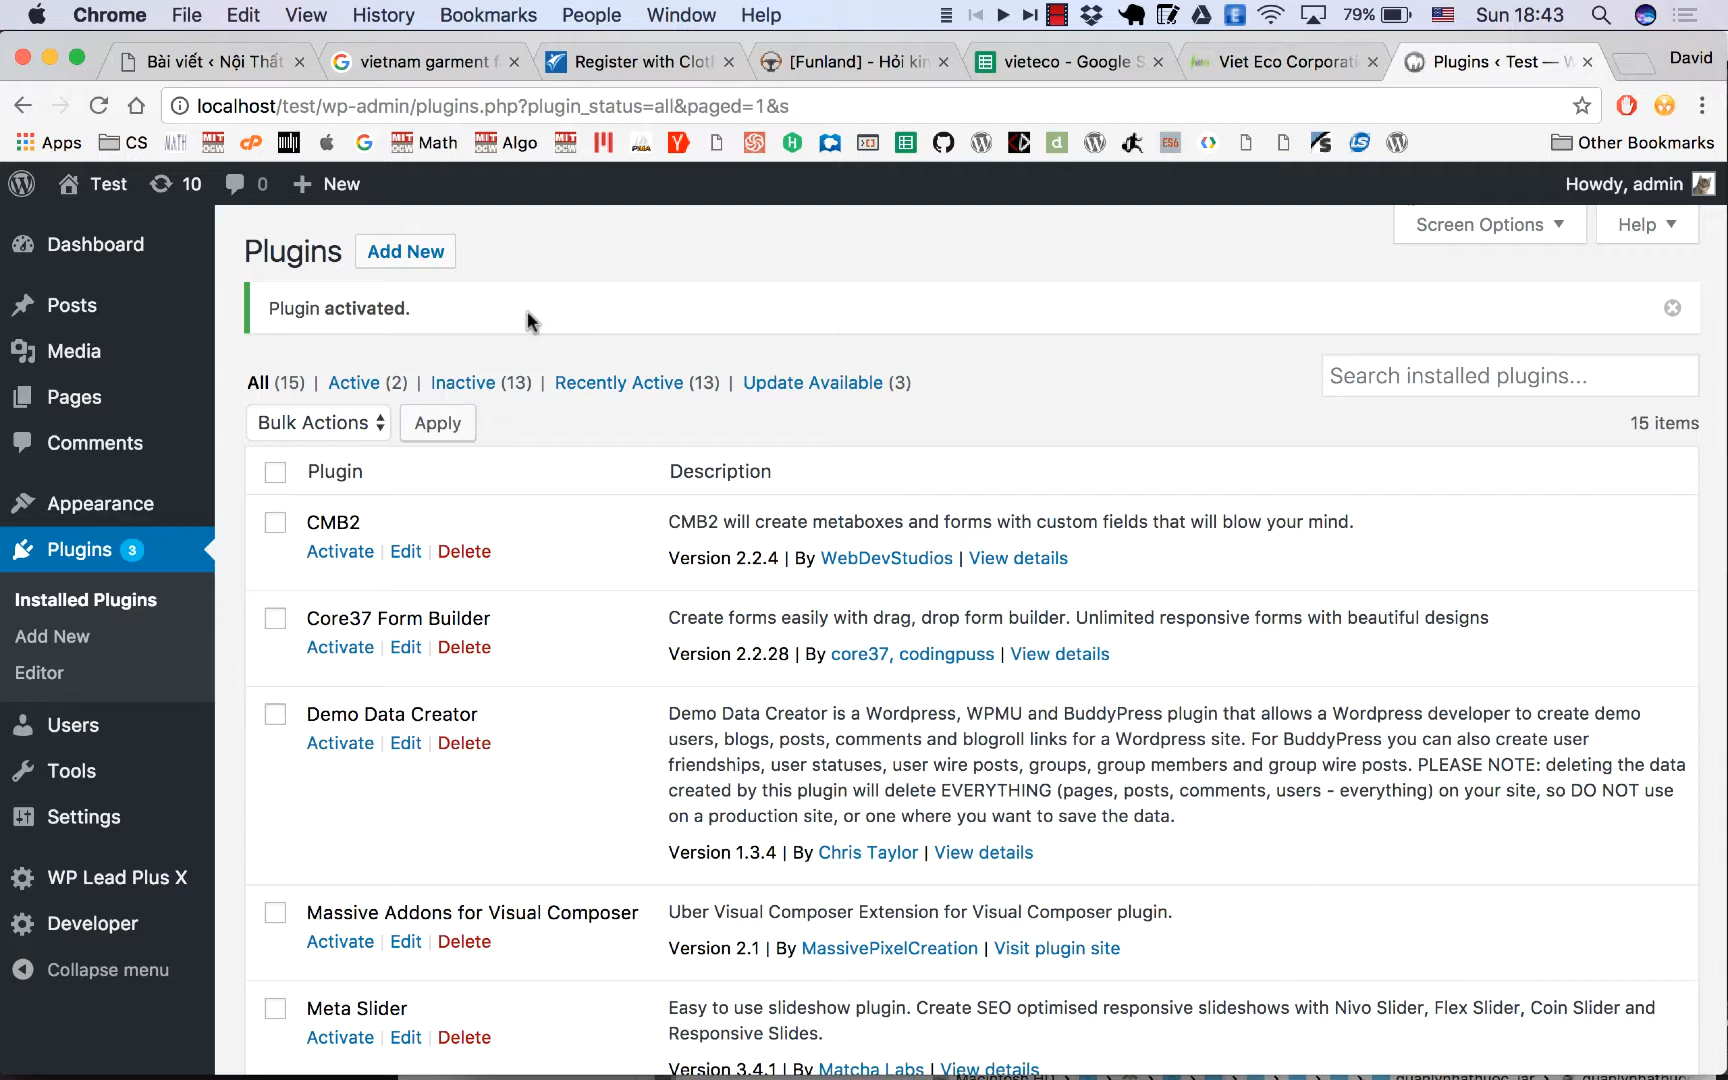 Chrome File Edit View History Bookmarks People Window Help 79% Sun 18:43
Bài viết ‹ Nội Thất vietnam garment f Register with Clot [Funland] - Hỏi kin vieteco - Google S Viet Eco Corporati Plugins ‹ Test — W David
localhost/test/wp-admin/plugins.php?plugin_status=all&paged=1&s
Apps CS Math Algo Other Bookmarks
Test 10 0 New Howdy, admin
Screen Options Help
Dashboard
Posts
Media
Pages
Comments
Appearance
Plugins 3
Installed Plugins
Add New
Editor
Users
Tools
Settings
WP Lead Plus X
Developer
Collapse menu
Plugins Add New
Plugin activated.
All (15) | Active (2) | Inactive (13) | Recently Active (13) | Update Available (3)
Search installed plugins...
Bulk Actions Apply 15 items
Plugin Description
CMB2
Activate | Edit | Delete
CMB2 will create metaboxes and forms with custom fields that will blow your mind.
Version 2.2.4 | By WebDevStudios | View details
Core37 Form Builder
Activate | Edit | Delete
Create forms easily with drag, drop form builder. Unlimited responsive forms with beautiful designs
Version 2.2.28 | By core37, codingpuss | View details
Demo Data Creator
Activate | Edit | Delete
Demo Data Creator is a Wordpress, WPMU and BuddyPress plugin that allows a Wordpress developer to create demo
users, blogs, posts, comments and blogroll links for a Wordpress site. For BuddyPress you can also create user
friendships, user statuses, user wire posts, groups, group members and group wire posts. PLEASE NOTE: deleting the data
created by this plugin will delete EVERYTHING (pages, posts, comments, users - everything) on your site, so DO NOT use
on a production site, or one where you want to save the data.
Version 1.3.4 | By Chris Taylor | View details
Massive Addons for Visual Composer
Activate | Edit | Delete
Uber Visual Composer Extension for Visual Composer plugin.
Version 2.1 | By MassivePixelCreation | Visit plugin site
Meta Slider
Activate | Edit | Delete
Easy to use slideshow plugin. Create SEO optimised responsive slideshows with Nivo Slider, Flex Slider, Coin Slider and
Responsive Slides.
Version 3.4.1 | By Matcha Labs | View details